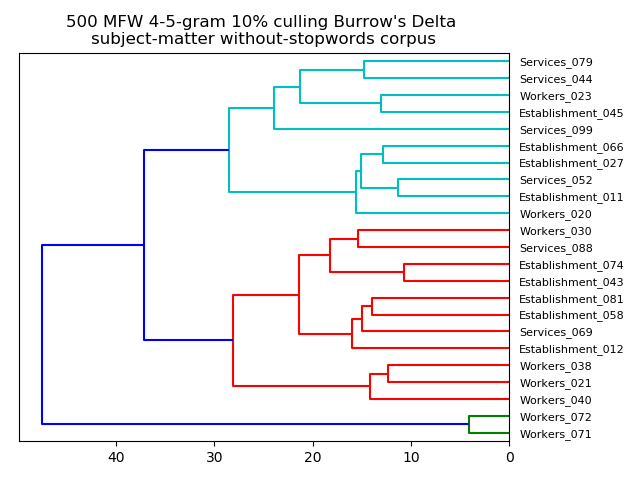 500 MFW 4-5-gram 10% culling Burrow's Delta
subject-matter without-stopwords corpus
Services_079
Services_044
Workers_023
Establishment_045
Services_099
Establishment_066
Establishment_027
Services_052
Establishment_011
Workers_020
Workers_030
Services_088
Establishment_074
Establishment_043
Establishment_081
Establishment_058
Services_069
Establishment_012
Workers_038
Workers_021
Workers_040
Workers_072
Workers_071
40 30 20 10 0